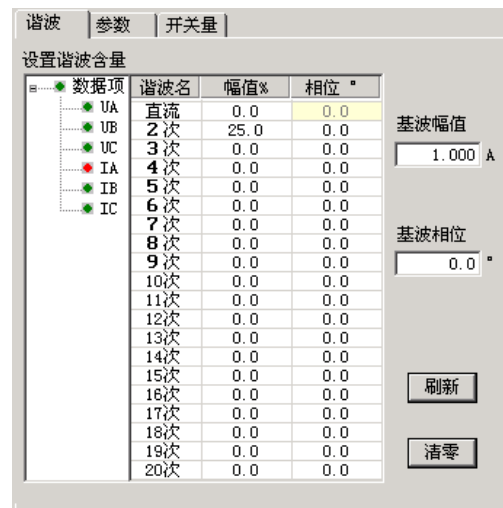 谐波 参数 开关量
设置谐波含量
数据项
UA
UB
UC
IA
IB
IC
谐波名 幅值% 相位 °
直流 0.0 0.0
2次 25.0 0.0
3次 0.0 0.0
4次 0.0 0.0
5次 0.0 0.0
6次 0.0 0.0
7次 0.0 0.0
8次 0.0 0.0
9次 0.0 0.0
10次 0.0 0.0
11次 0.0 0.0
12次 0.0 0.0
13次 0.0 0.0
14次 0.0 0.0
15次 0.0 0.0
16次 0.0 0.0
17次 0.0 0.0
18次 0.0 0.0
19次 0.0 0.0
20次 0.0 0.0
基波幅值
1.000 A
基波相位
0.0 °
刷新
清零